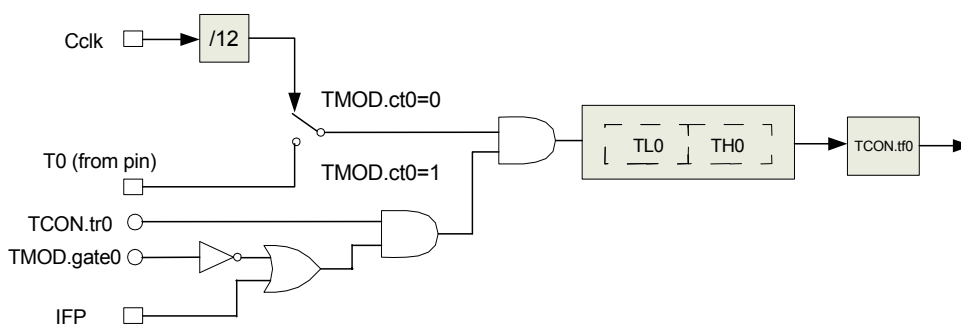 Cclk
/12
TMOD.ct0=0
T0 (from pin)
TMOD.ct0=1
TL0
TH0
TCON.tf0
TCON.tr0
TMOD.gate0
IFP